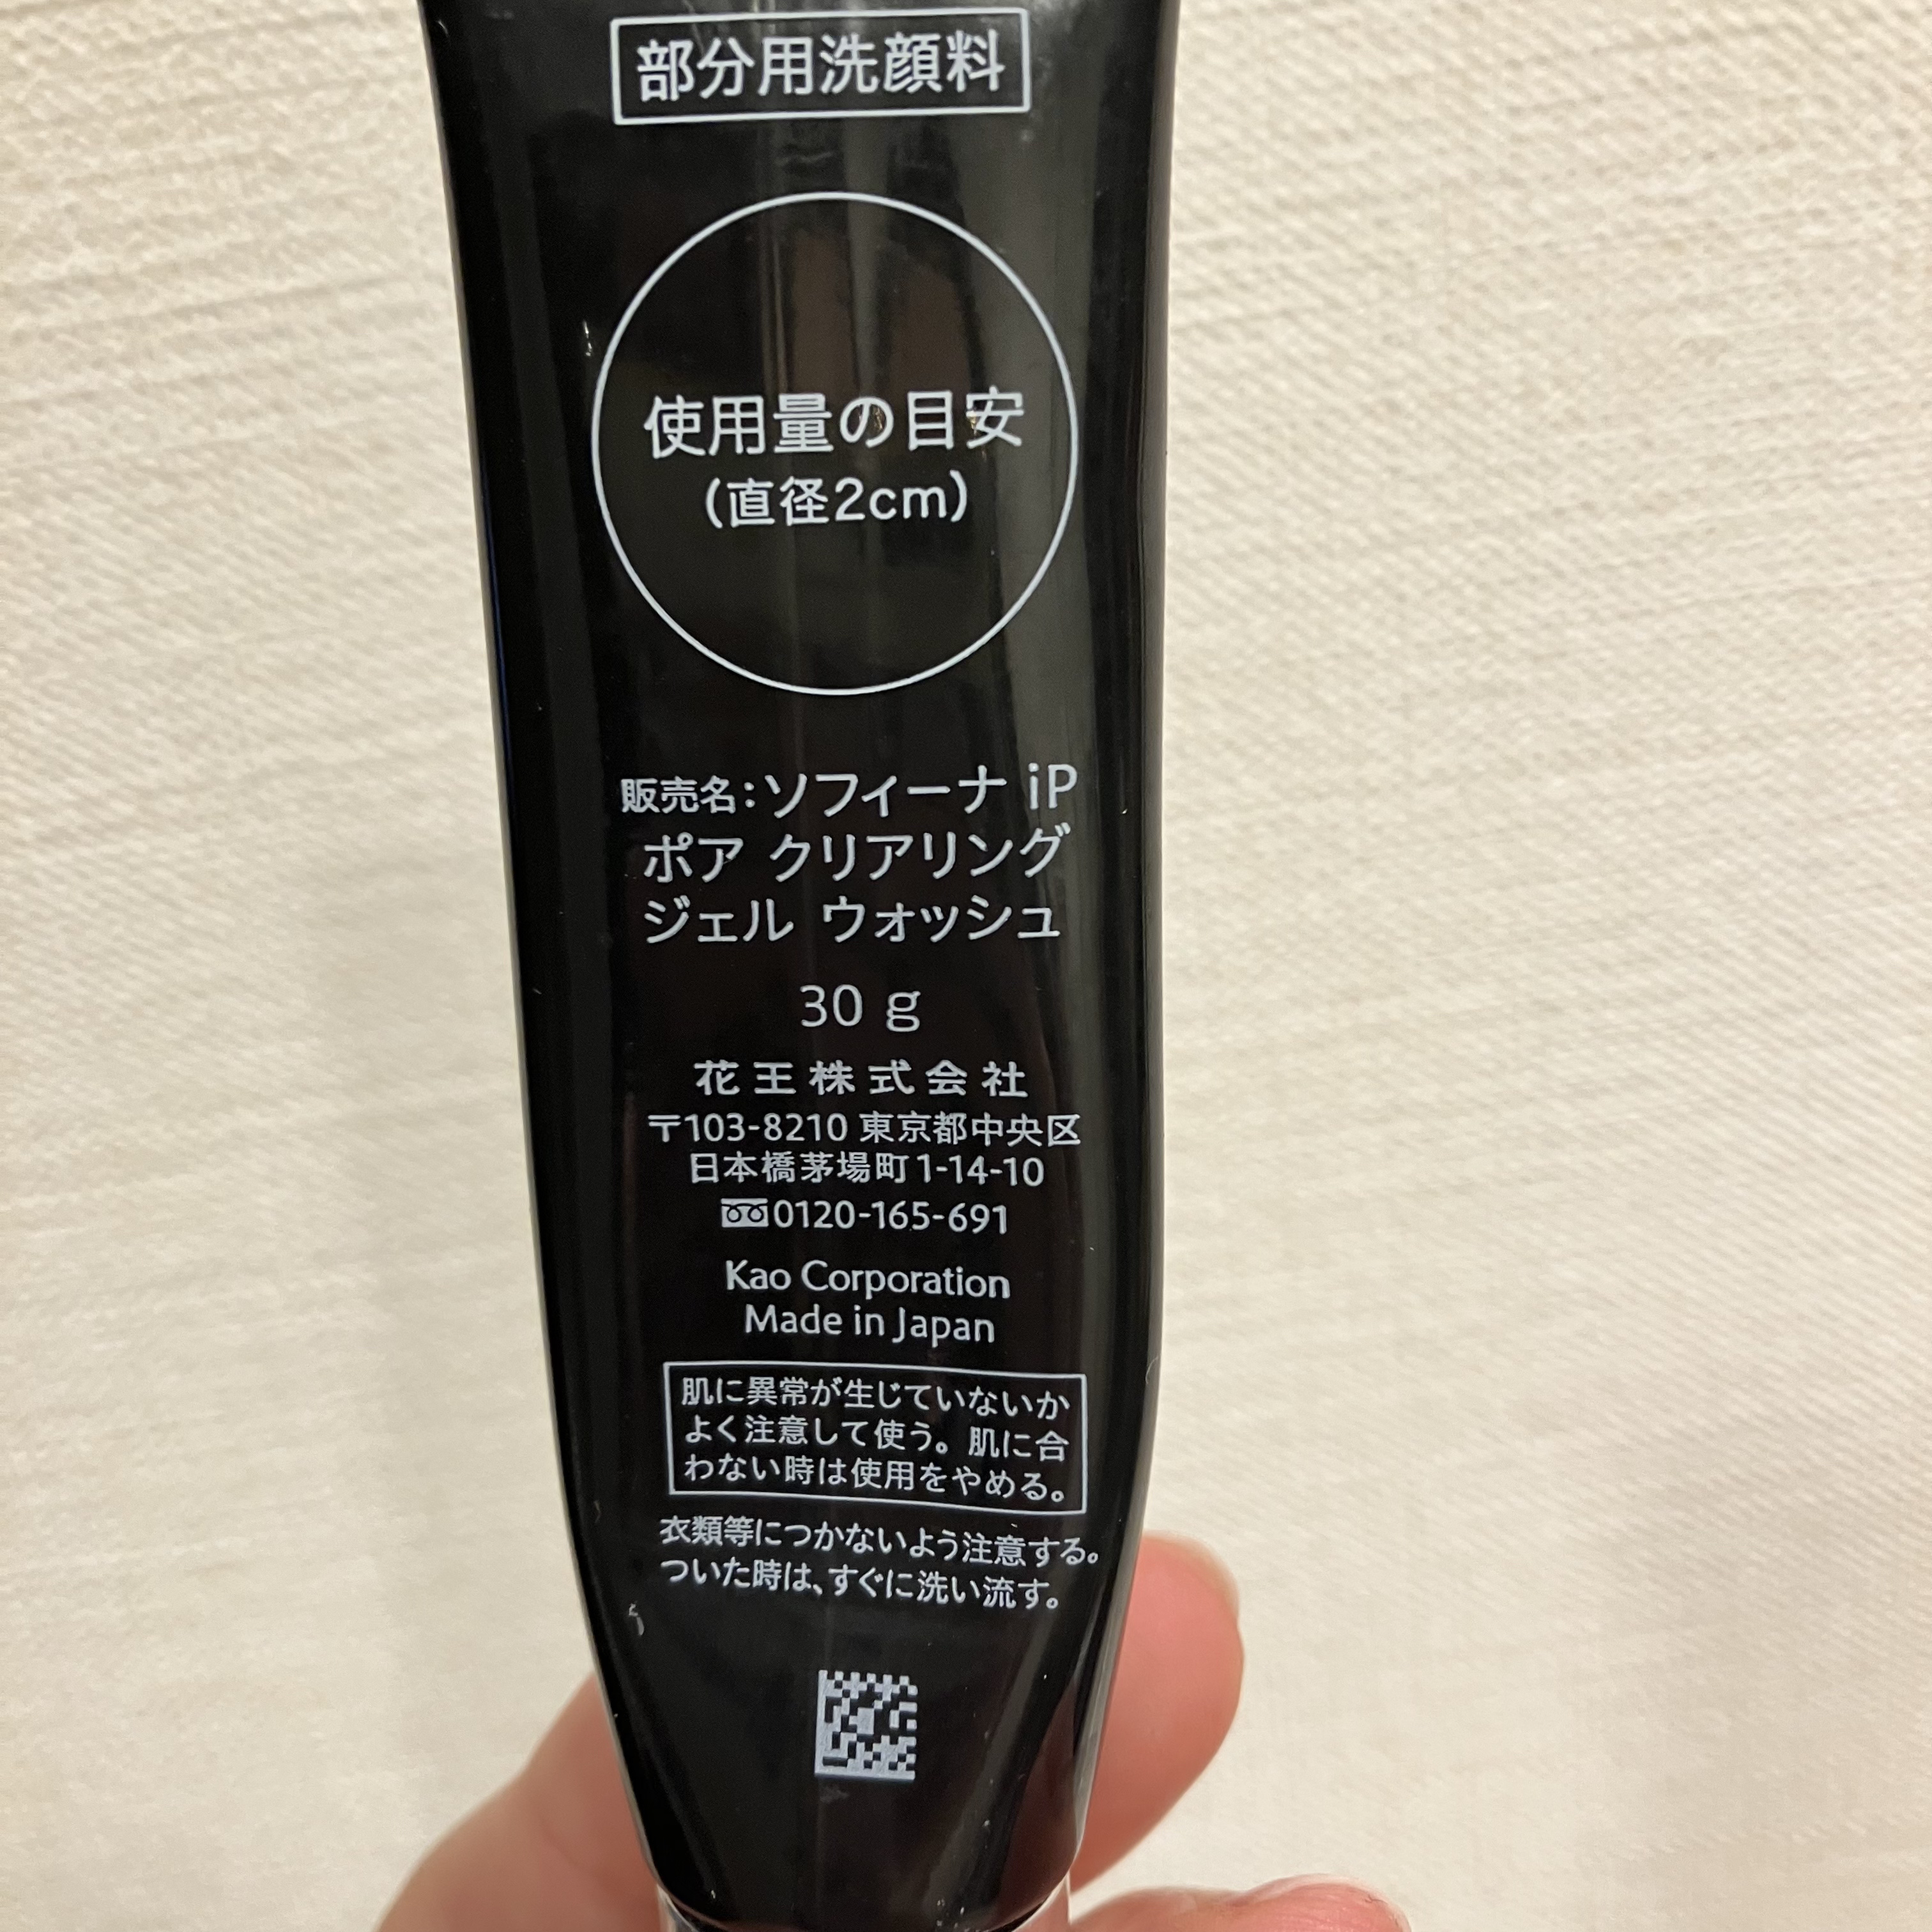 部分用洗顔料
使用量の目安
(直径2cm)
販売名:ソフィーナ iP
ポア クリアリング
ジェル ウォッシュ
30 g
花王株式会社
〒103-8210 東京都中央区
日本橋茅場町1-14-10
0120-165-691
Kao Corporation
Made in Japan
肌に異常が生じていないか
よく注意して使う。肌に合
わない時は使用をやめる。
衣類等につかないよう注意する。
ついた時は、すぐに洗い流す。